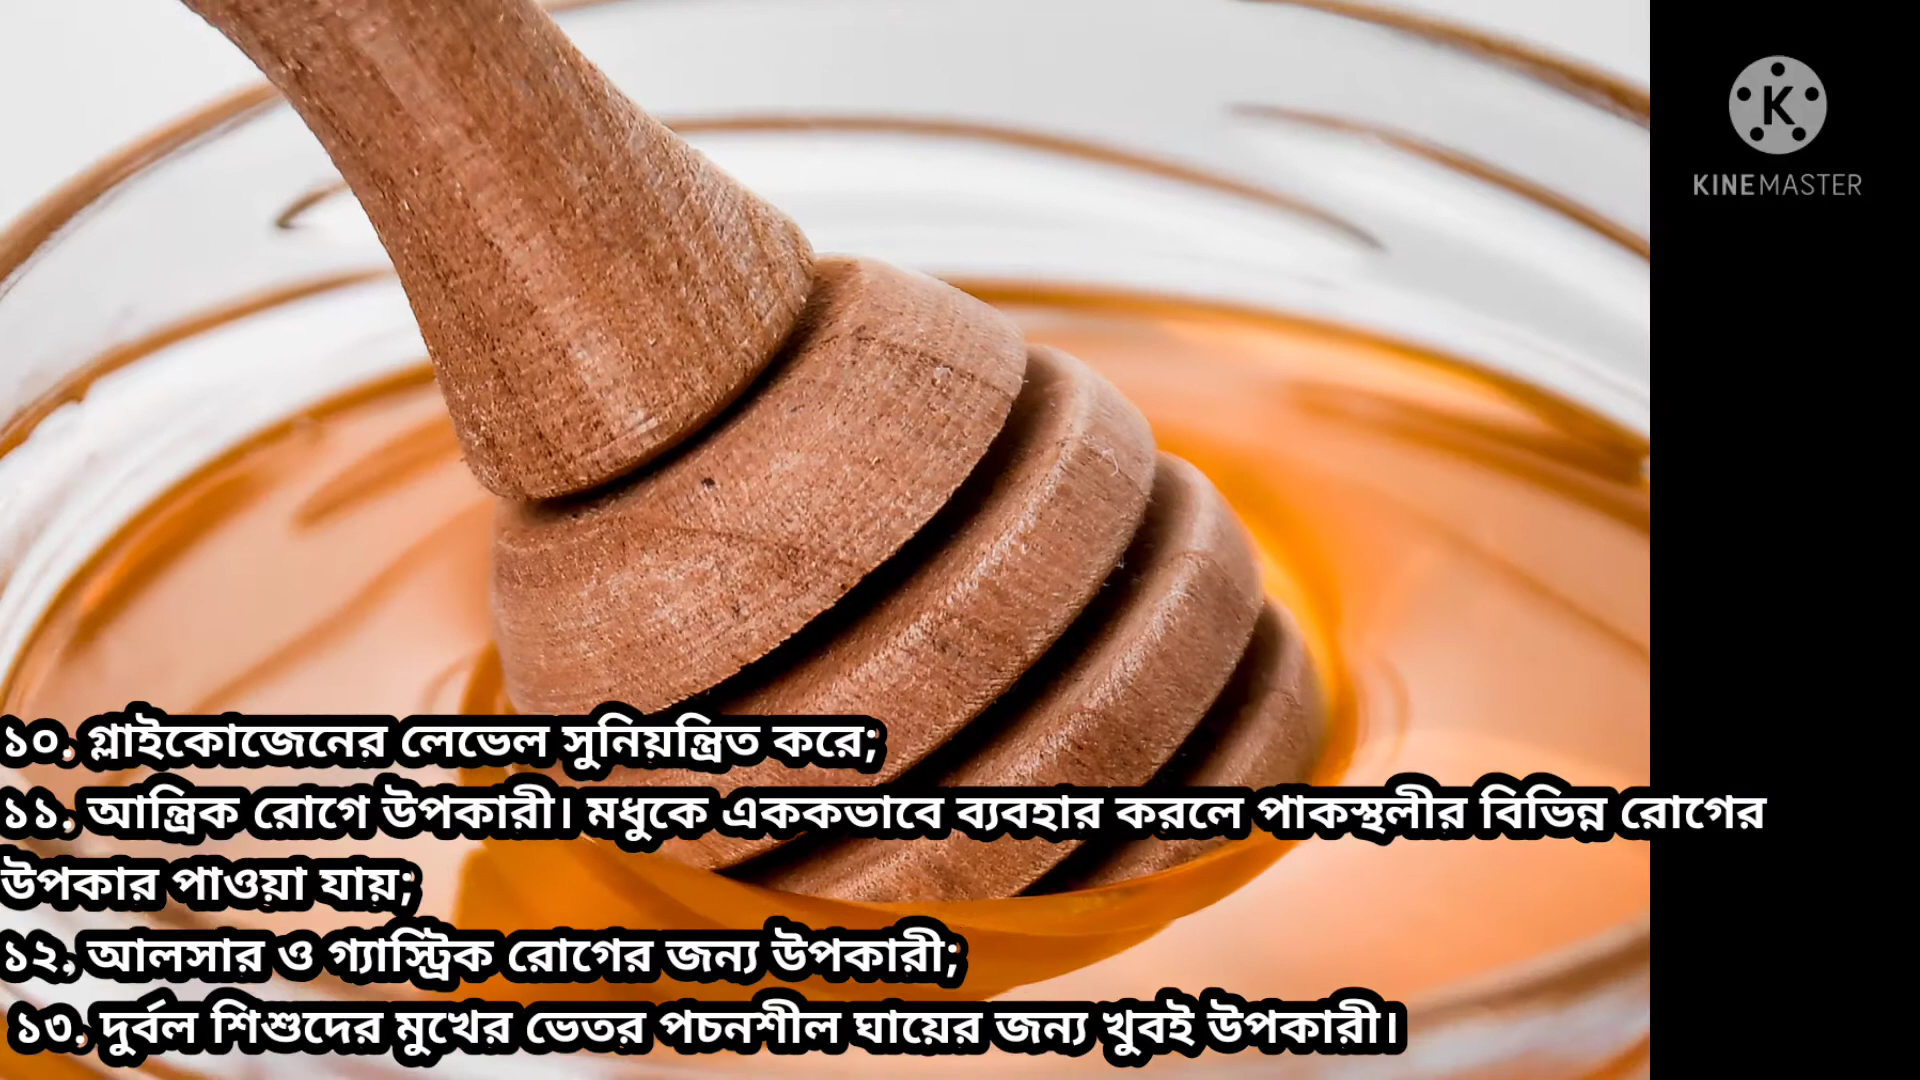 K
KINEMASTER
১০. গ্লাইকোজেনের লেভেল সুনিয়ন্ত্রিত করে;
১১. আন্ত্রিক রোগে উপকারী। মধুকে এককভাবে ব্যবহার করলে পাকস্থলীর বিভিন্ন রোগের
উপকার পাওয়া যায়;
১২. আলসার ও গ্যাস্ট্রিক রোগের জন্য উপকারী;
১৩. দুর্বল শিশুদের মুখের ভেতর পচনশীল ঘায়ের জন্য খুবই উপকারী।